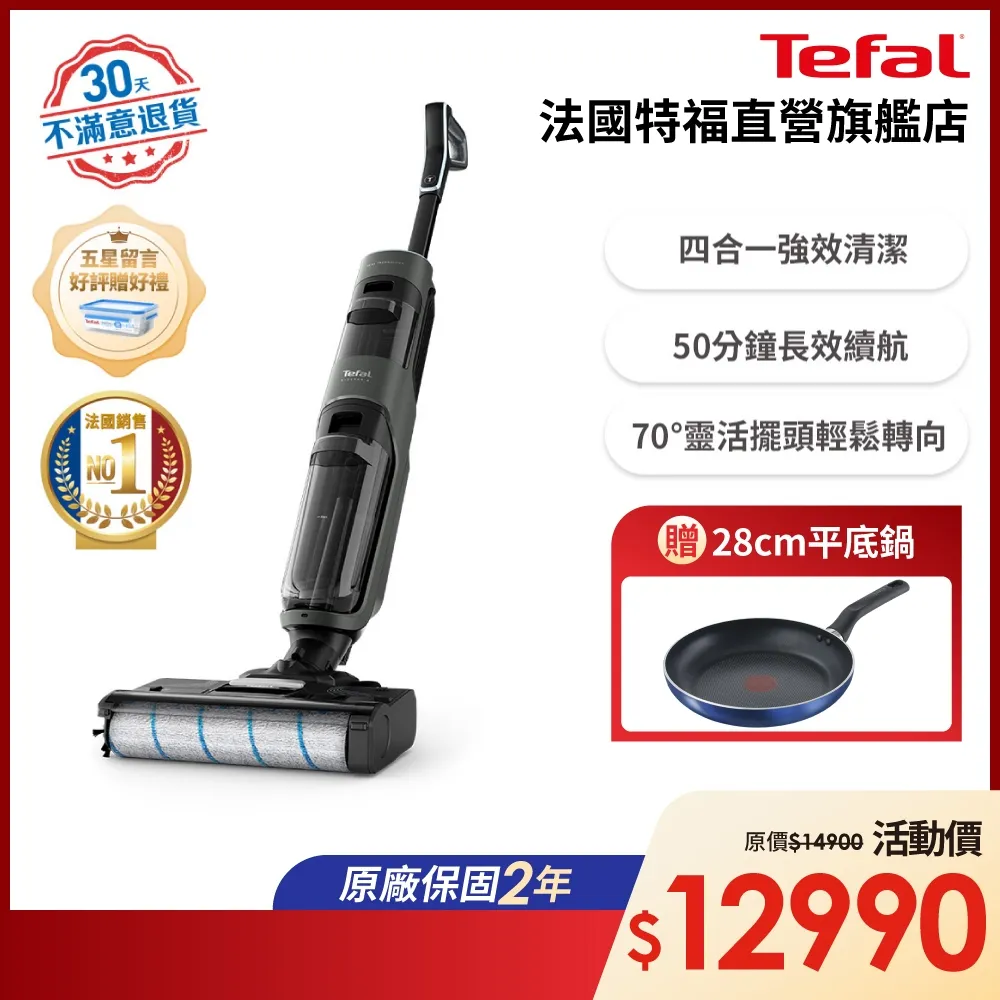 Tefal
法國特福直營旗艦店
30天
不滿意退貨
五星留言
好評贈好禮
Tefal
法國銷售
NO 1
Tefal
四合一強效清潔
50分鐘長效續航
70°靈活擺頭輕鬆轉向
贈 28cm平底鍋
原廠保固2年
原價$14900 活動價
$12990